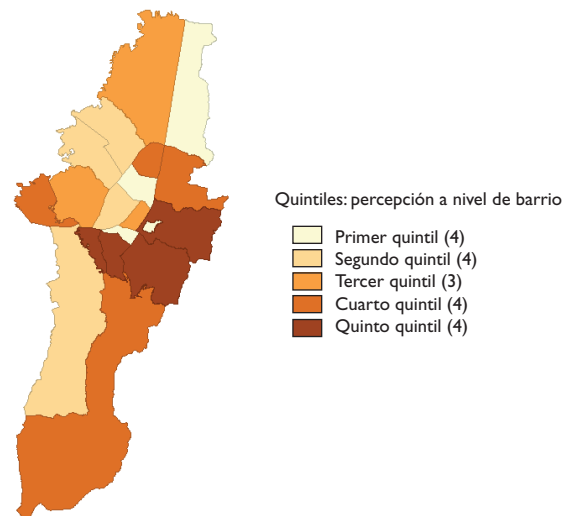 Quintiles: percepción a nivel de barrio
Primer quintil (4)
Segundo quintil (4)
Tercer quintil (3)
Cuarto quintil (4)
Quinto quintil (4)